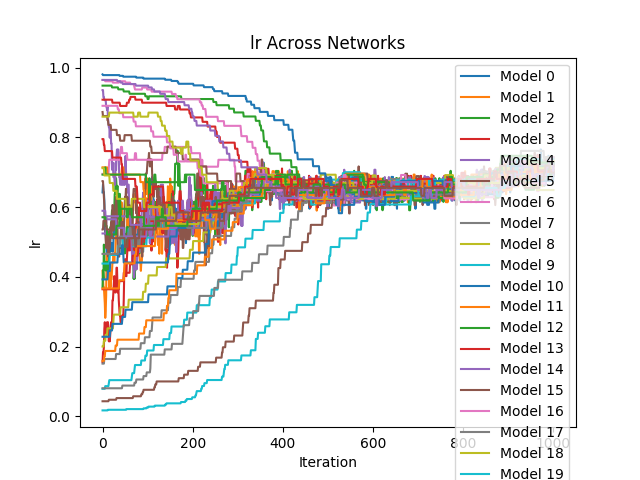 lr Across Networks
1.0
0.8
0.6
0.4
0.2
0.0
lr
0
200
400
600
800
1000
Iteration
Model 0
Model 1
Model 2
Model 3
Model 4
Model 5
Model 6
Model 7
Model 8
Model 9
Model 10
Model 11
Model 12
Model 13
Model 14
Model 15
Model 16
Model 17
Model 18
Model 19